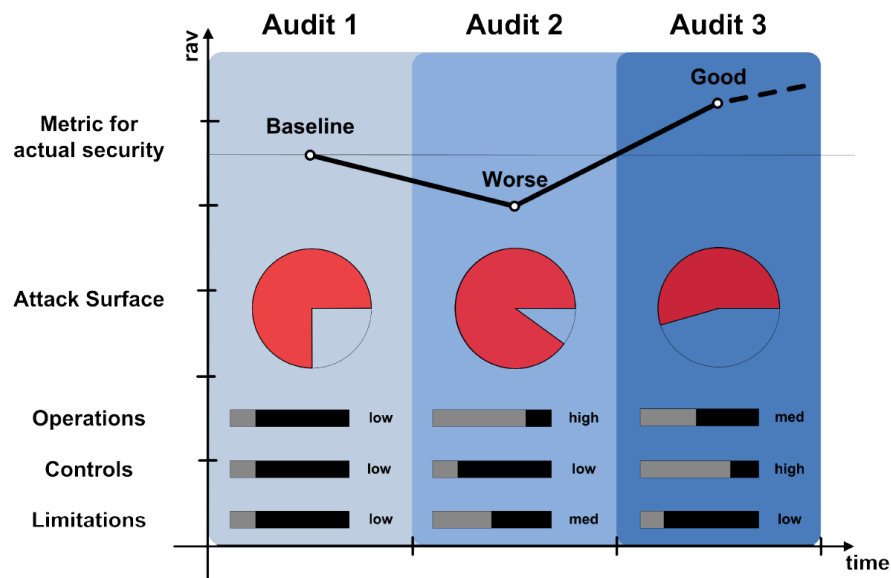 Audit 1 Audit 2 Audit 3
rav
Good
Metric for
actual security
Baseline
Worse
Attack Surface
Operations low high med
Controls low low high
Limitations low med low
time